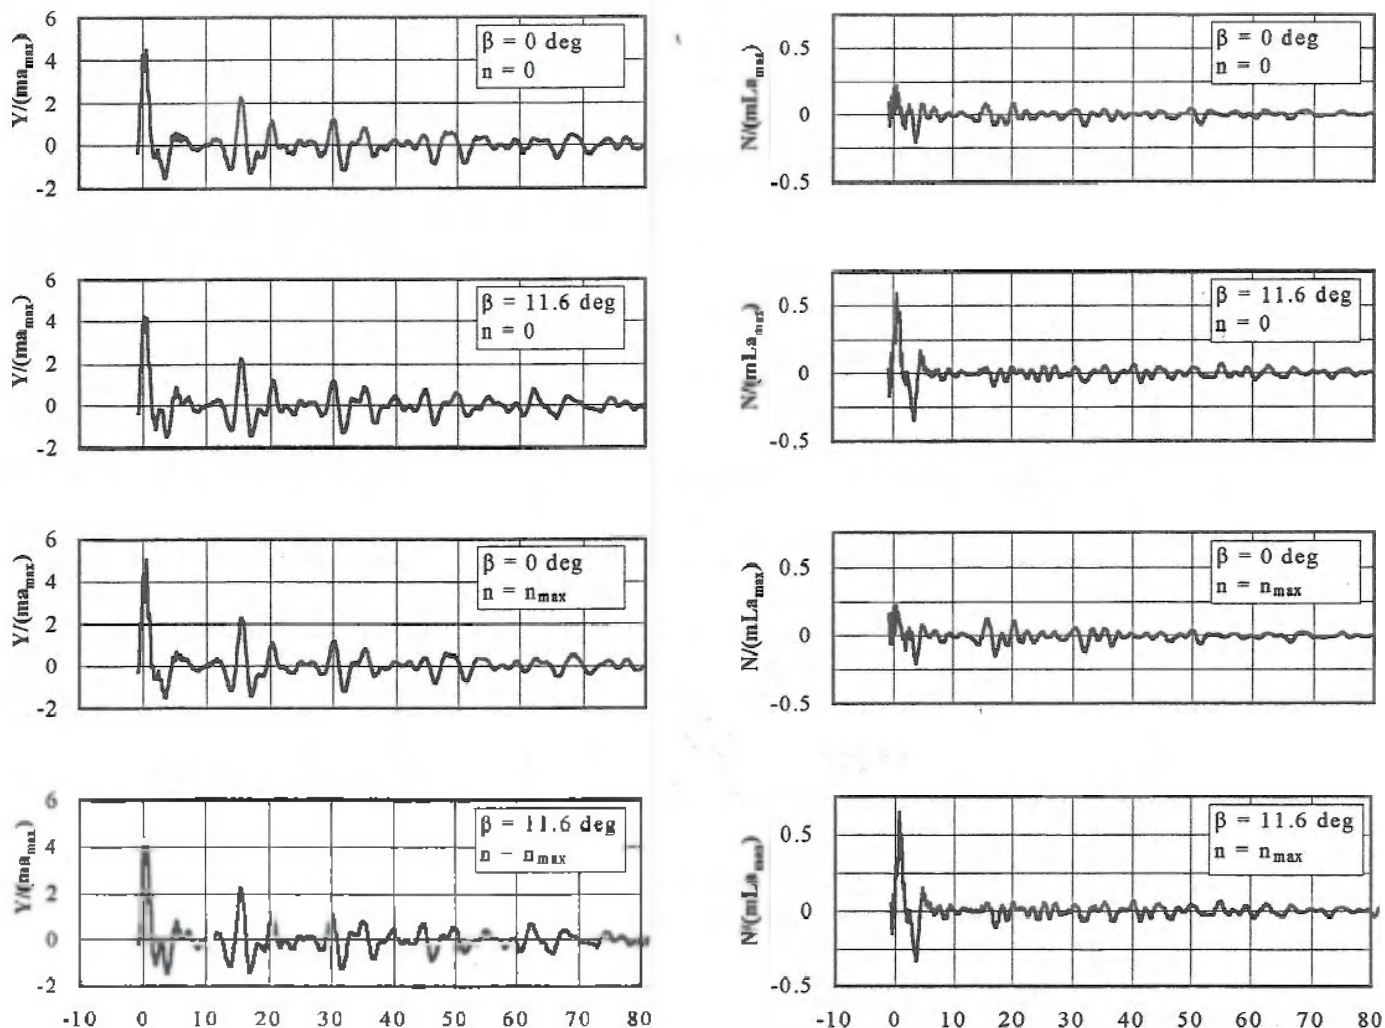 Y/(ma_max)
6
4
2
0
-2
β = 0 deg
n = 0
N/(mLa_max)
0.5
0
-0.5
β = 0 deg
n = 0
Y/(ma_max)
6
4
2
0
-2
β = 11.6 deg
n = 0
N/(mLa_max)
0.5
0
-0.5
β = 11.6 deg
n = 0
Y/(ma_max)
6
4
2
0
-2
β = 0 deg
n = n_max
N/(mLa_max)
0.5
0
-0.5
β = 0 deg
n = n_max
Y/(ma_max)
6
4
2
0
-2
β = 11.6 deg
n = n_max
-10 0 10 20 30 40 50 60 70 80
N/(mLa_max)
0.5
0
-0.5
β = 11.6 deg
n = n_max
-10 0 10 20 30 40 50 60 70 80